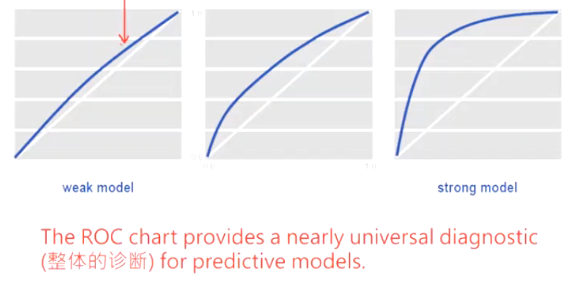 weak model
strong model
The ROC chart provides a nearly universal diagnostic
(整体的诊断) for predictive models.